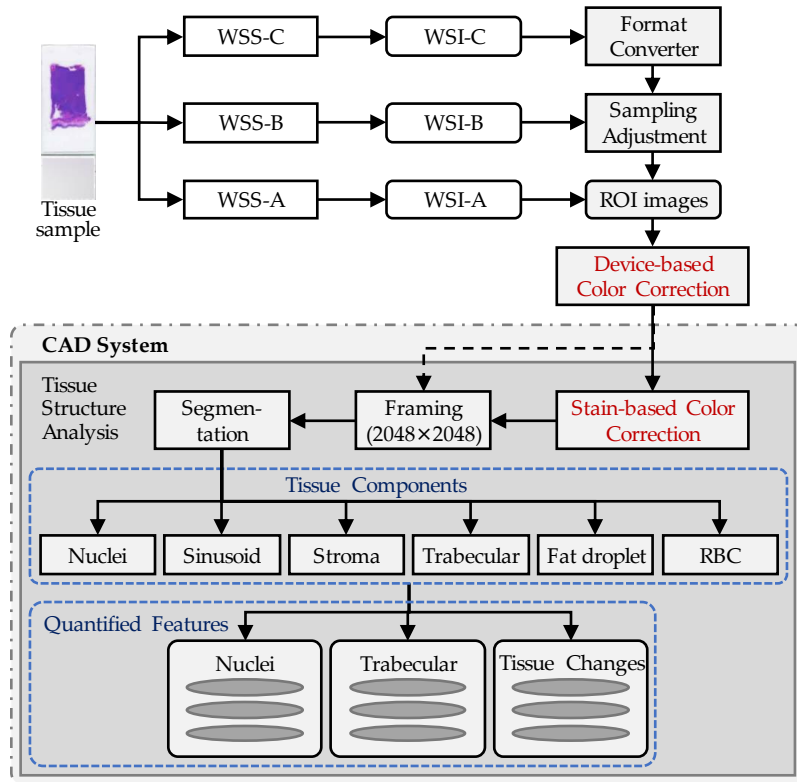 WSS-C
WSI-C
Format
Converter
WSS-B
WSI-B
Sampling
Adjustment
WSS-A
WSI-A
ROI images
Tissue
sample
Device-based
Color Correction
CAD System
Tissue
Structure
Analysis
Segmen-
tation
Framing
(2048×2048)
Stain-based Color
Correction
Tissue Components
Nuclei
Sinusoid
Stroma
Trabecular
Fat droplet
RBC
Quantified Features
Nuclei
Trabecular
Tissue Changes